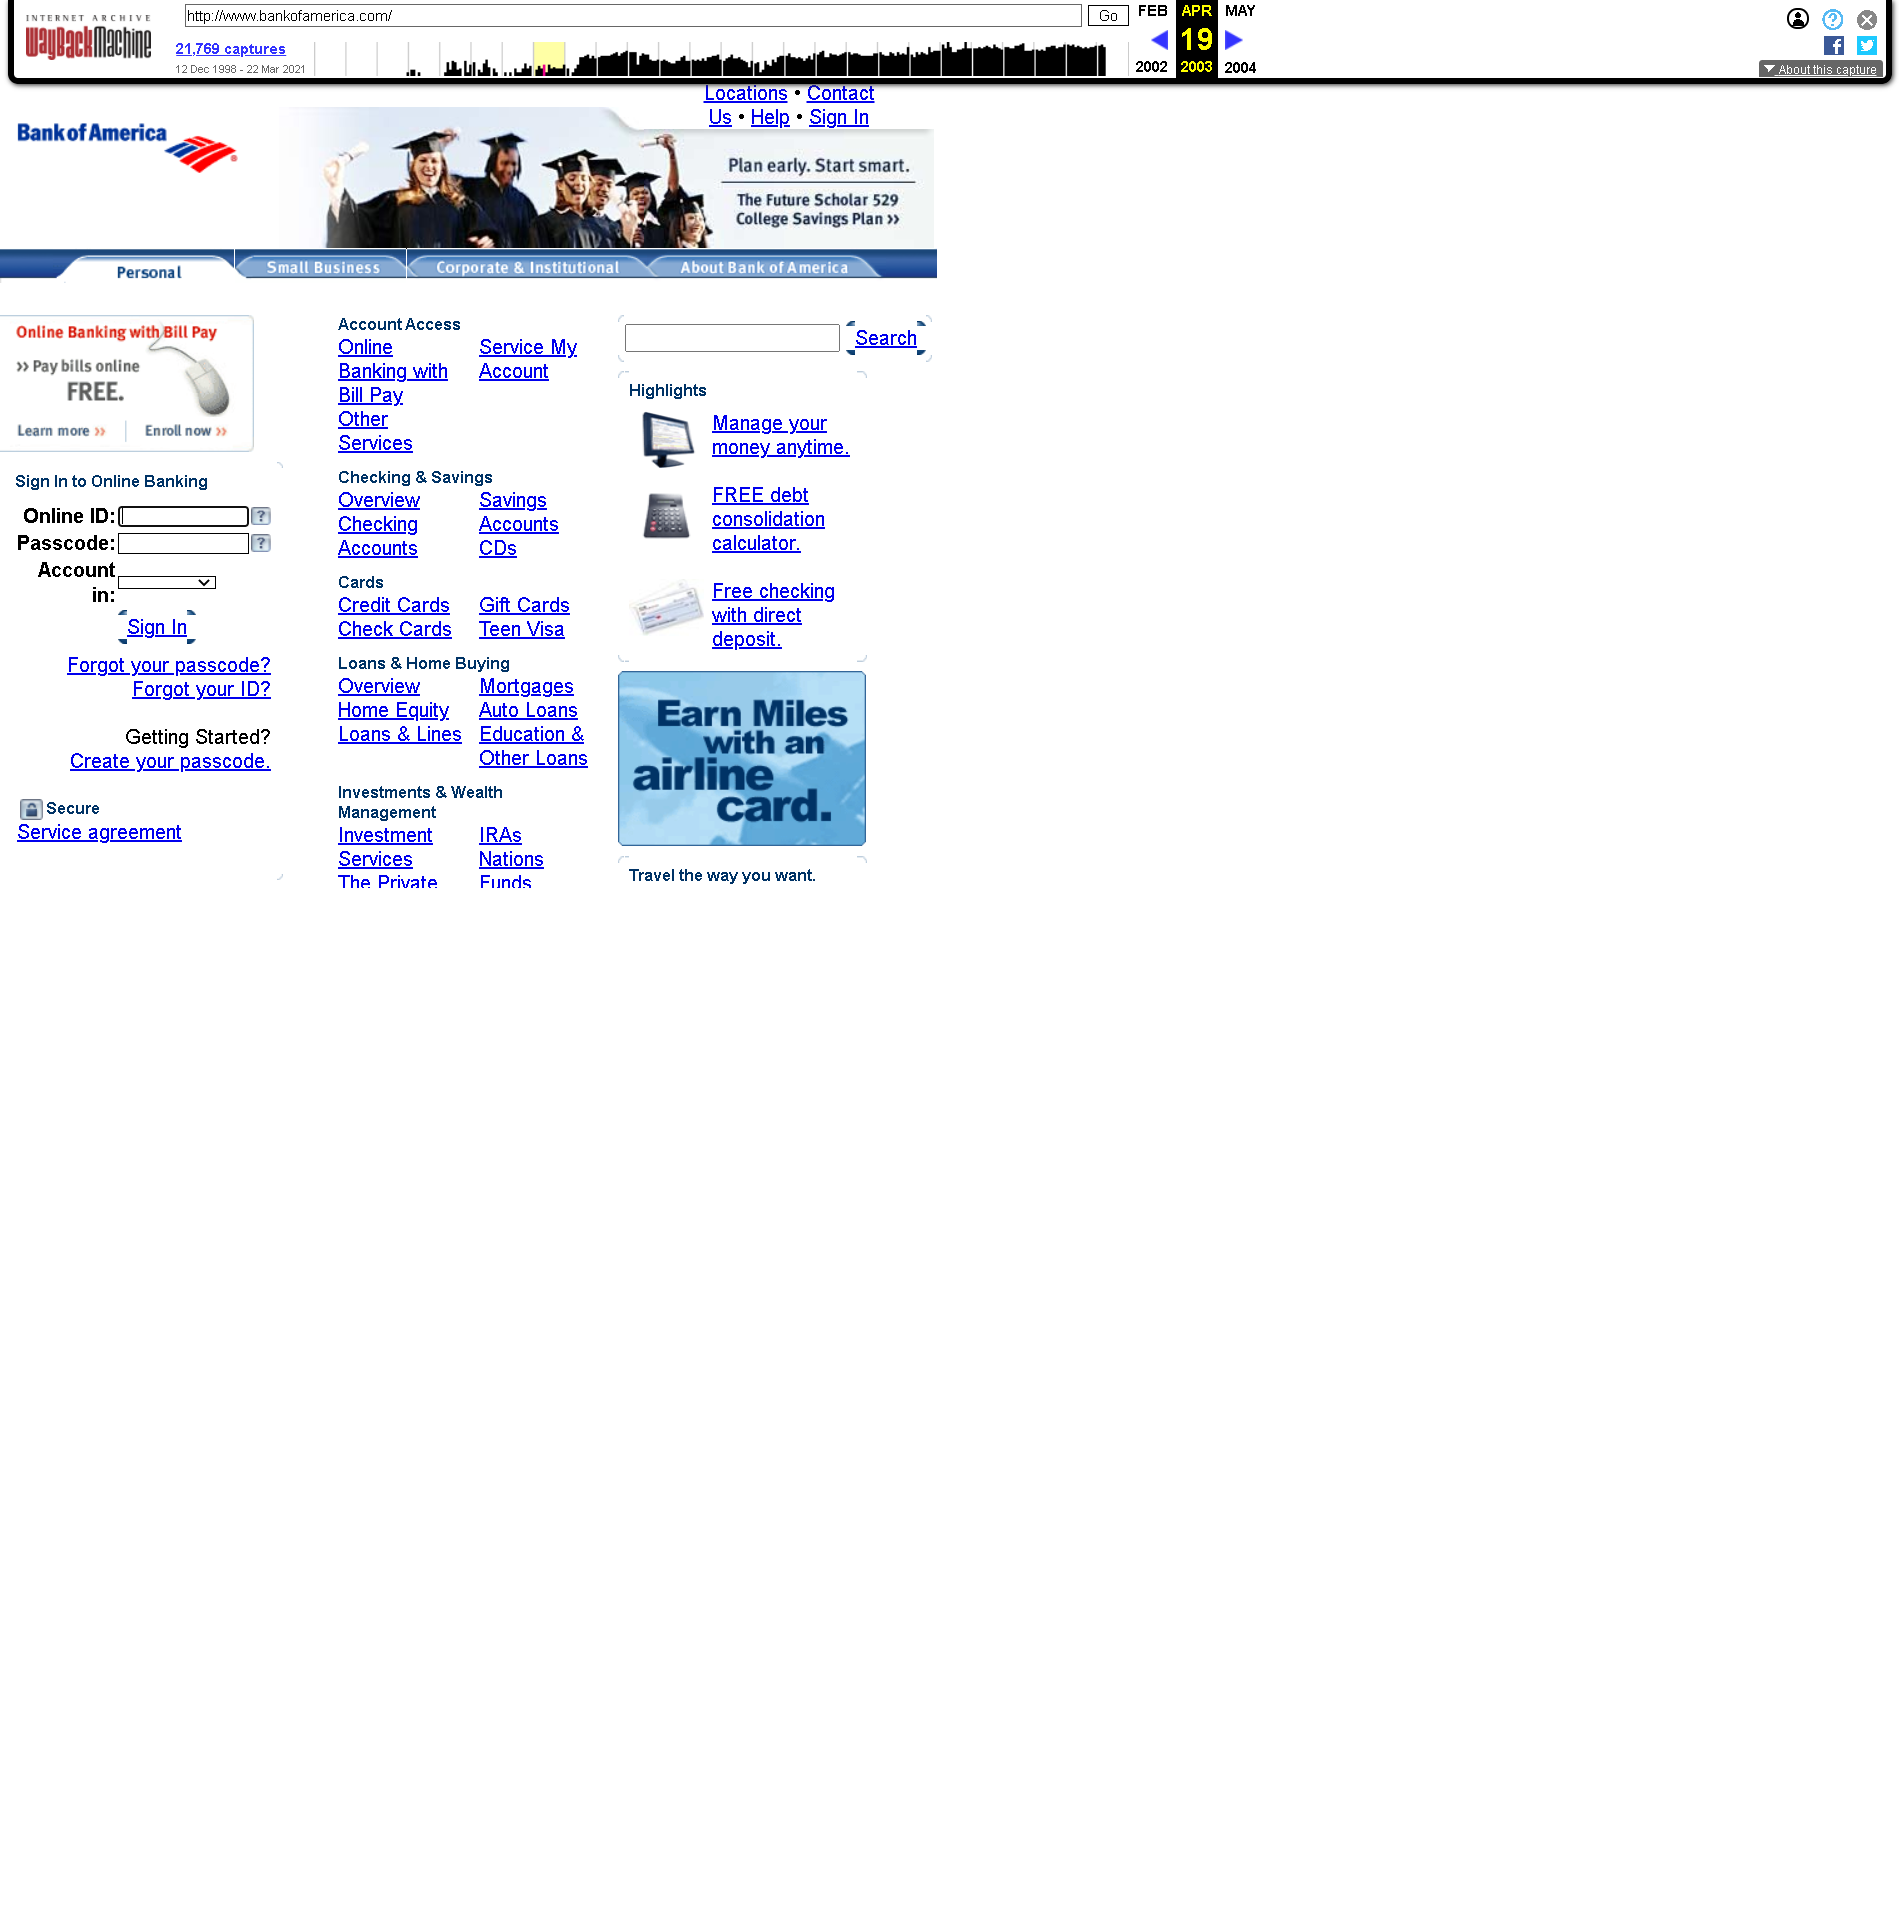 INTERNET ARCHIVE
WayBackMachine
http://www.bankofamerica.com/
Go
FEB APR MAY
21,769 captures
19
12 Dec 1998 - 22 Mar 2021
2002 2003 2004
f
About this capture
Locations • Contact
Us • Help • Sign In
Bank of America
®
Plan early. Start smart.
The Future Scholar 529
College Savings Plan >>
Personal
Small Business
Corporate & Institutional
About Bank of America
Online Banking with Bill Pay
>> Pay bills online
FREE.
Learn more >>
Enroll now >>
Sign In to Online Banking
Online ID:
?
Passcode:
?
Account
in:
Sign In
Forgot your passcode?
Forgot your ID?
Getting Started?
Create your passcode.
Secure
Service agreement
Account Access
Online
Banking with
Bill Pay
Other
Services
Service My
Account
Checking & Savings
Overview
Checking
Accounts
Savings
Accounts
CDs
Cards
Credit Cards
Check Cards
Gift Cards
Teen Visa
Loans & Home Buying
Overview
Home Equity
Loans & Lines
Mortgages
Auto Loans
Education &
Other Loans
Investments & Wealth
Management
Investment
Services
The Private
IRAs
Nations
Funds
Search
Highlights
Manage your
money anytime.
FREE debt
consolidation
calculator.
Free checking
with direct
deposit.
Earn Miles
with an
airline
card.
Travel the way you want.